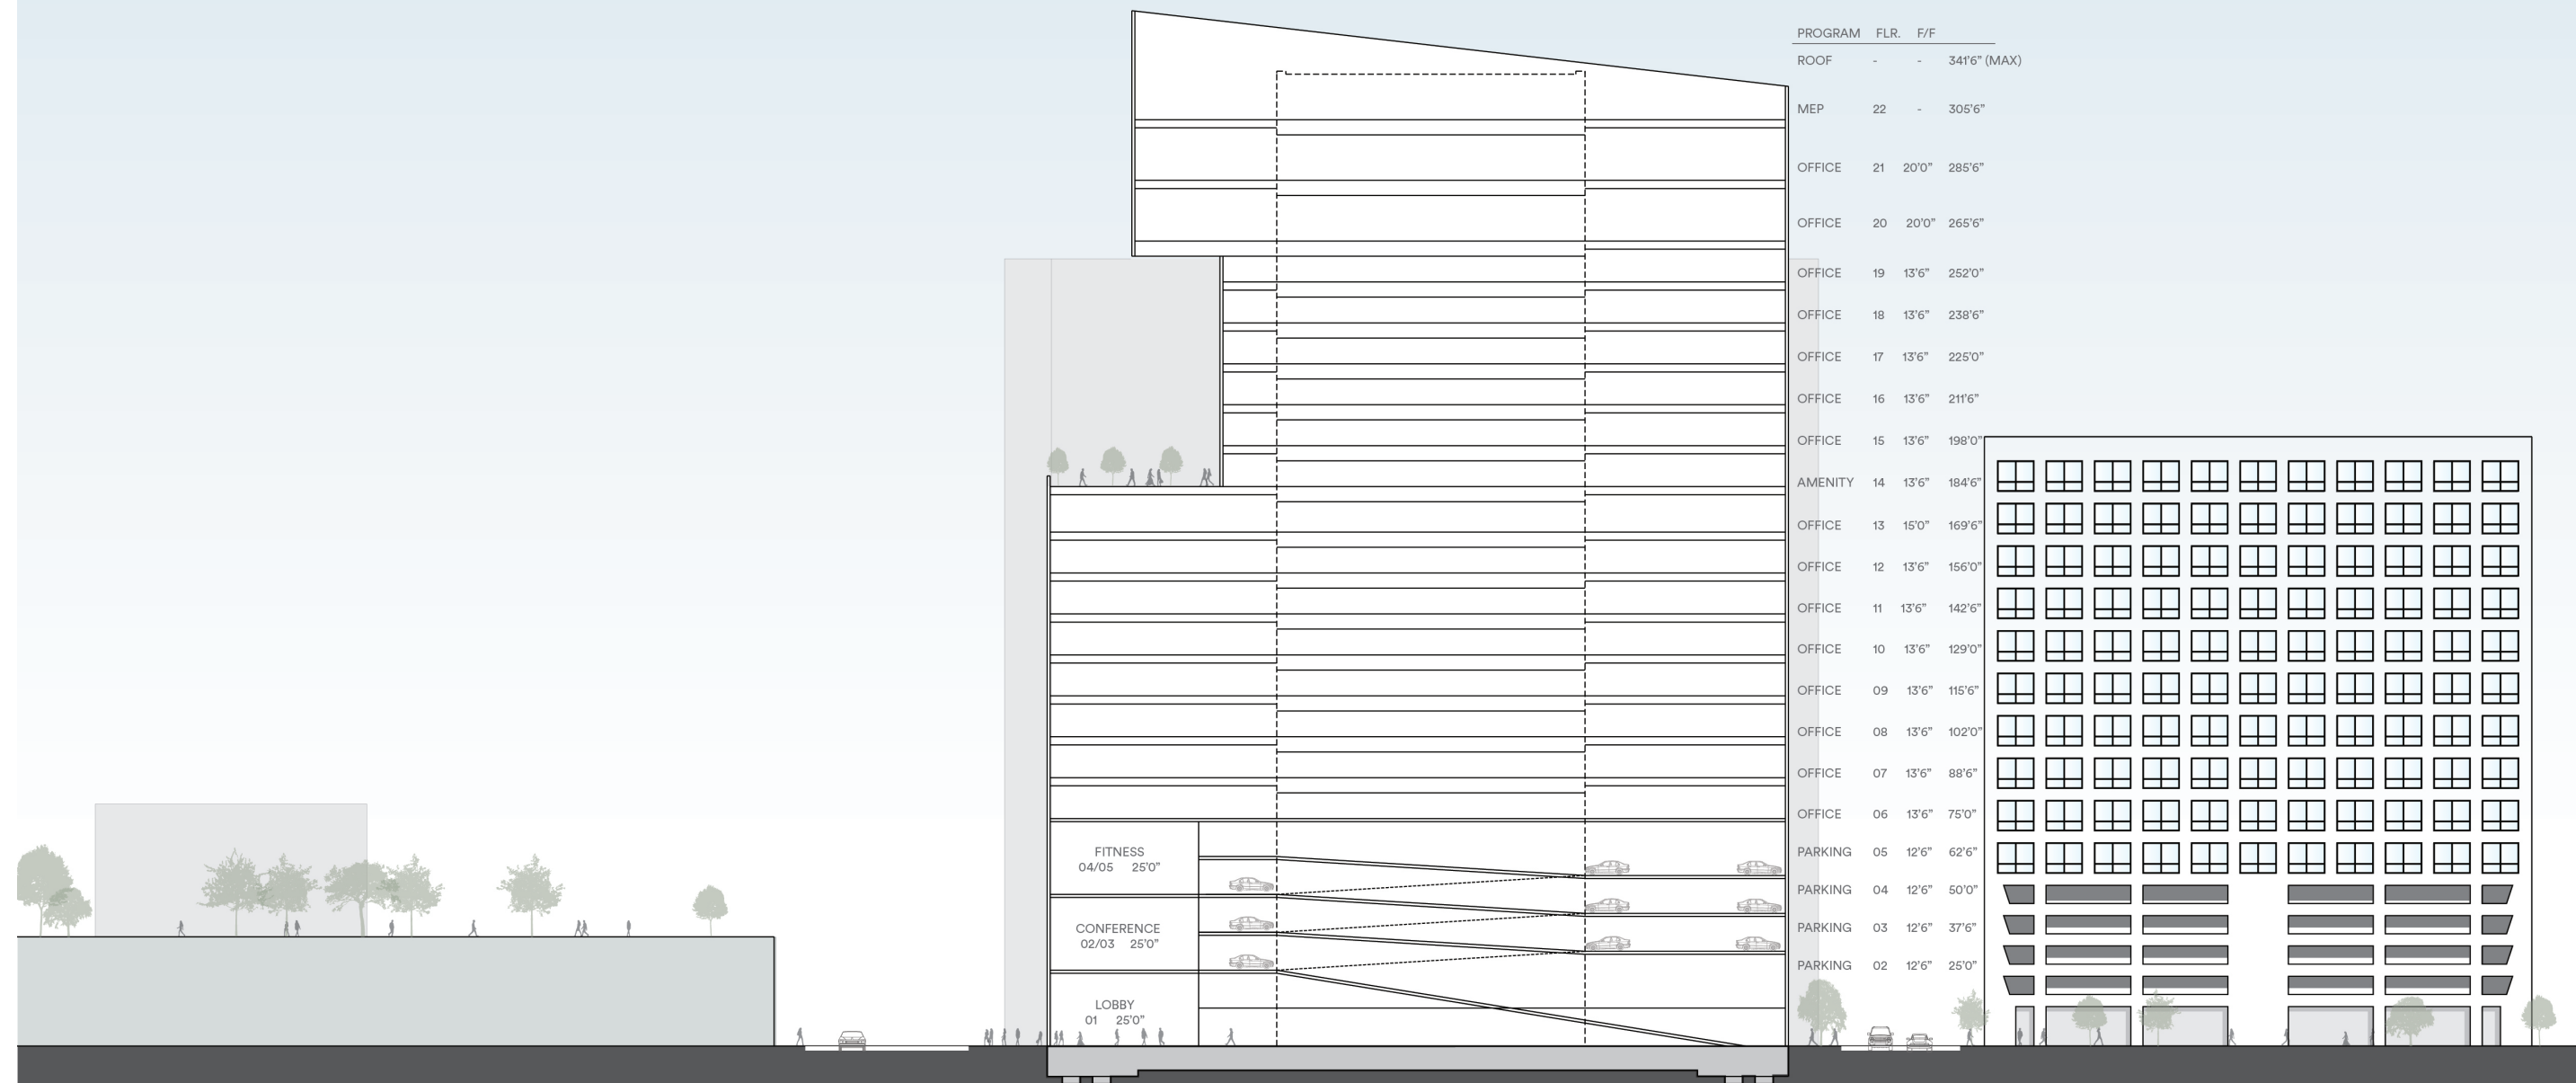 PROGRAM FLR. F/F
ROOF - - 341'6" (MAX)
MEP 22 - 305'6"
OFFICE 21 20'0" 285'6"
OFFICE 20 20'0" 265'6"
OFFICE 19 13'6" 252'0"
OFFICE 18 13'6" 238'6"
OFFICE 17 13'6" 225'0"
OFFICE 16 13'6" 211'6"
OFFICE 15 13'6" 198'0"
AMENITY 14 13'6" 184'6"
OFFICE 13 15'0" 169'6"
OFFICE 12 13'6" 156'0"
OFFICE 11 13'6" 142'6"
OFFICE 10 13'6" 129'0"
OFFICE 09 13'6" 115'6"
OFFICE 08 13'6" 102'0"
OFFICE 07 13'6" 88'6"
OFFICE 06 13'6" 75'0"
PARKING 05 12'6" 62'6"
PARKING 04 12'6" 50'0"
PARKING 03 12'6" 37'6"
PARKING 02 12'6" 25'0"
FITNESS
04/05 25'0"
CONFERENCE
02/03 25'0"
LOBBY
01 25'0"